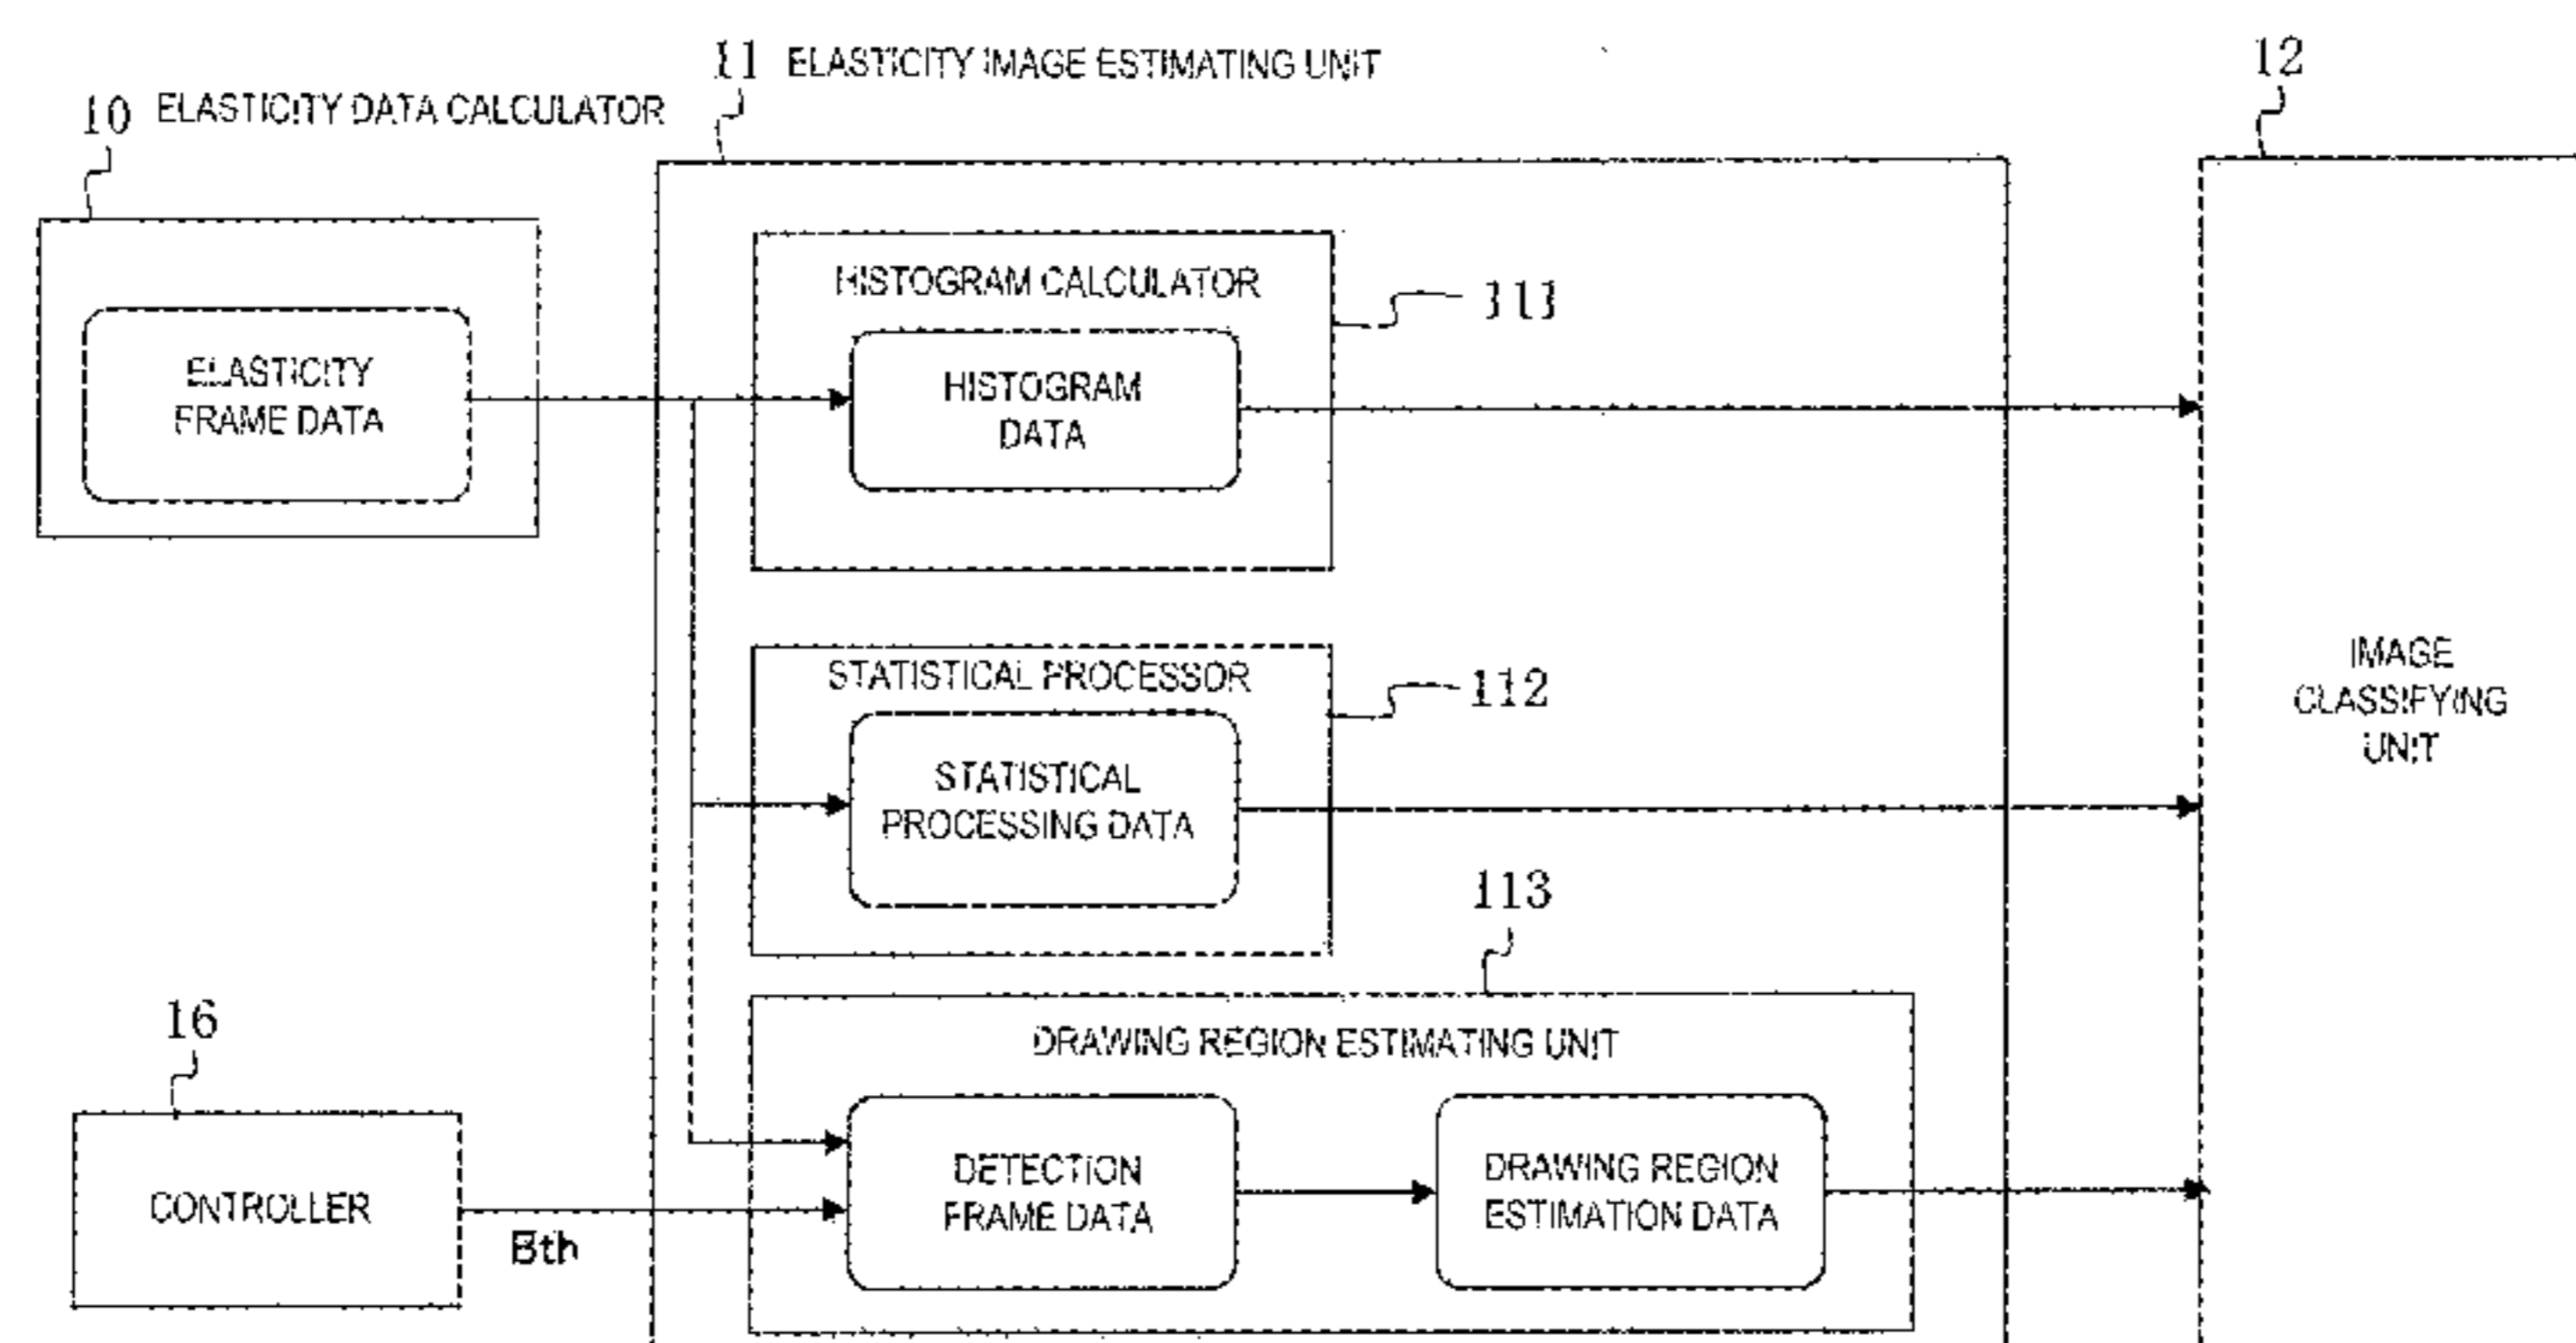 11 ELASTICITY IMAGE ESTIMATING UNIT
12
10 ELASTICITY DATA CALCULATOR
HISTOGRAM CALCULATOR
111
ELASTICITY
FRAME DATA
HISTOGRAM
DATA
STATISTICAL PROCESSOR
112
STATISTICAL
PROCESSING DATA
IMAGE
CLASSIFYING
UNIT
113
16
DRAWING REGION ESTIMATING UNIT
CONTROLLER
Eth
DETECTION
FRAME DATA
DRAWING REGION
ESTIMATION DATA